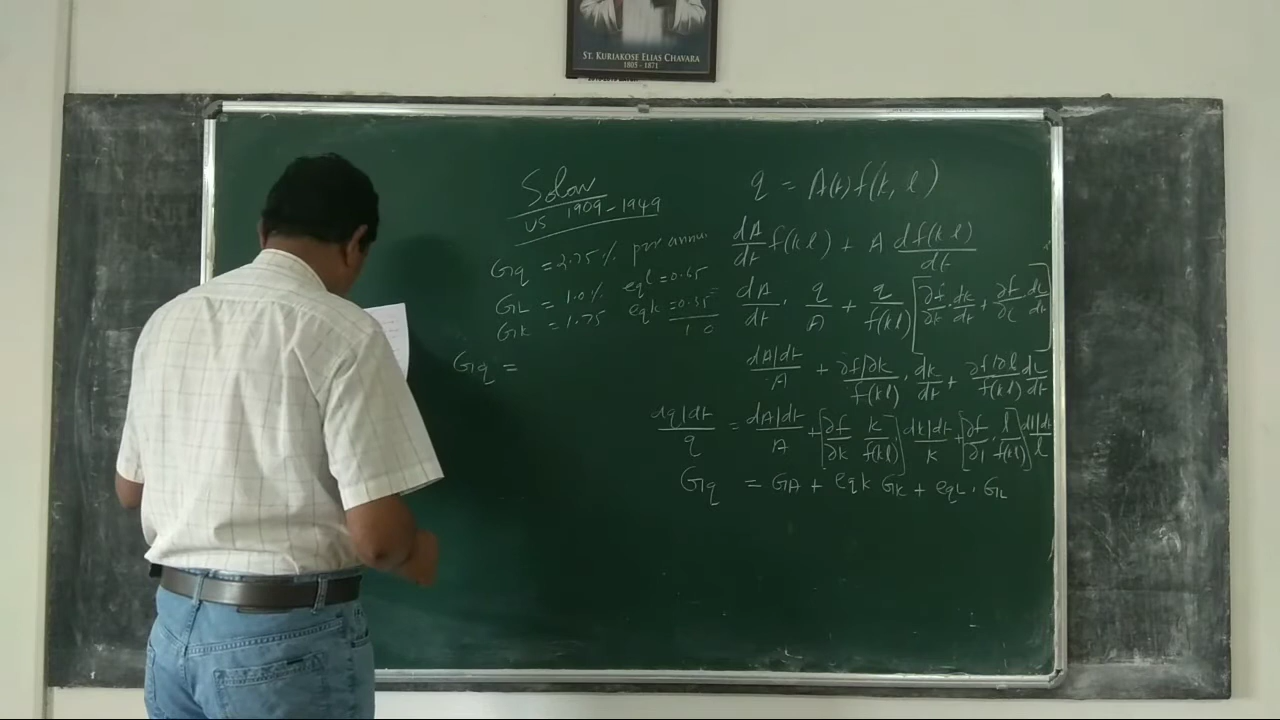 ST. KURIAKOSE ELIAS CHAVARA
1805 - 1871
Solow
US 1909 - 1949
Gq = 2.75% per annum
GL = 1.0% eql = 0.65
GK = 1.75 eqk = 0.35
1.0
Gq =
q = A(t) f(k, l)
dA/dt f(k l) + A df(k l)/dt
dA/dt . q/A + q/f(k l) [∂f/∂k . dk/dt + ∂f/∂l . dl/dt]
dA/dt / A + ∂f/∂k / f(k l) . dk/dt + ∂f/∂l / f(k l) dl/dt
dq/dt / q = dA/dt / A + [∂f/∂k . k/f(k l)] . dk/dt / k + [∂f/∂l . l/f(k l)] dl/dt / l
Gq = GA + eqk GK + eqL . GL